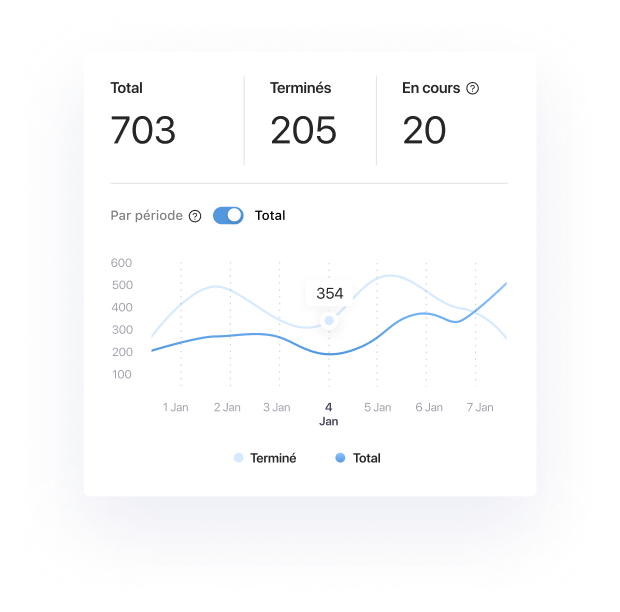 Total Terminés En cours ?
703 205 20
Par période ? Total
600
500
354
400
300
200
100
1 Jan 2 Jan 3 Jan 4 Jan 5 Jan 6 Jan 7 Jan
Terminé Total